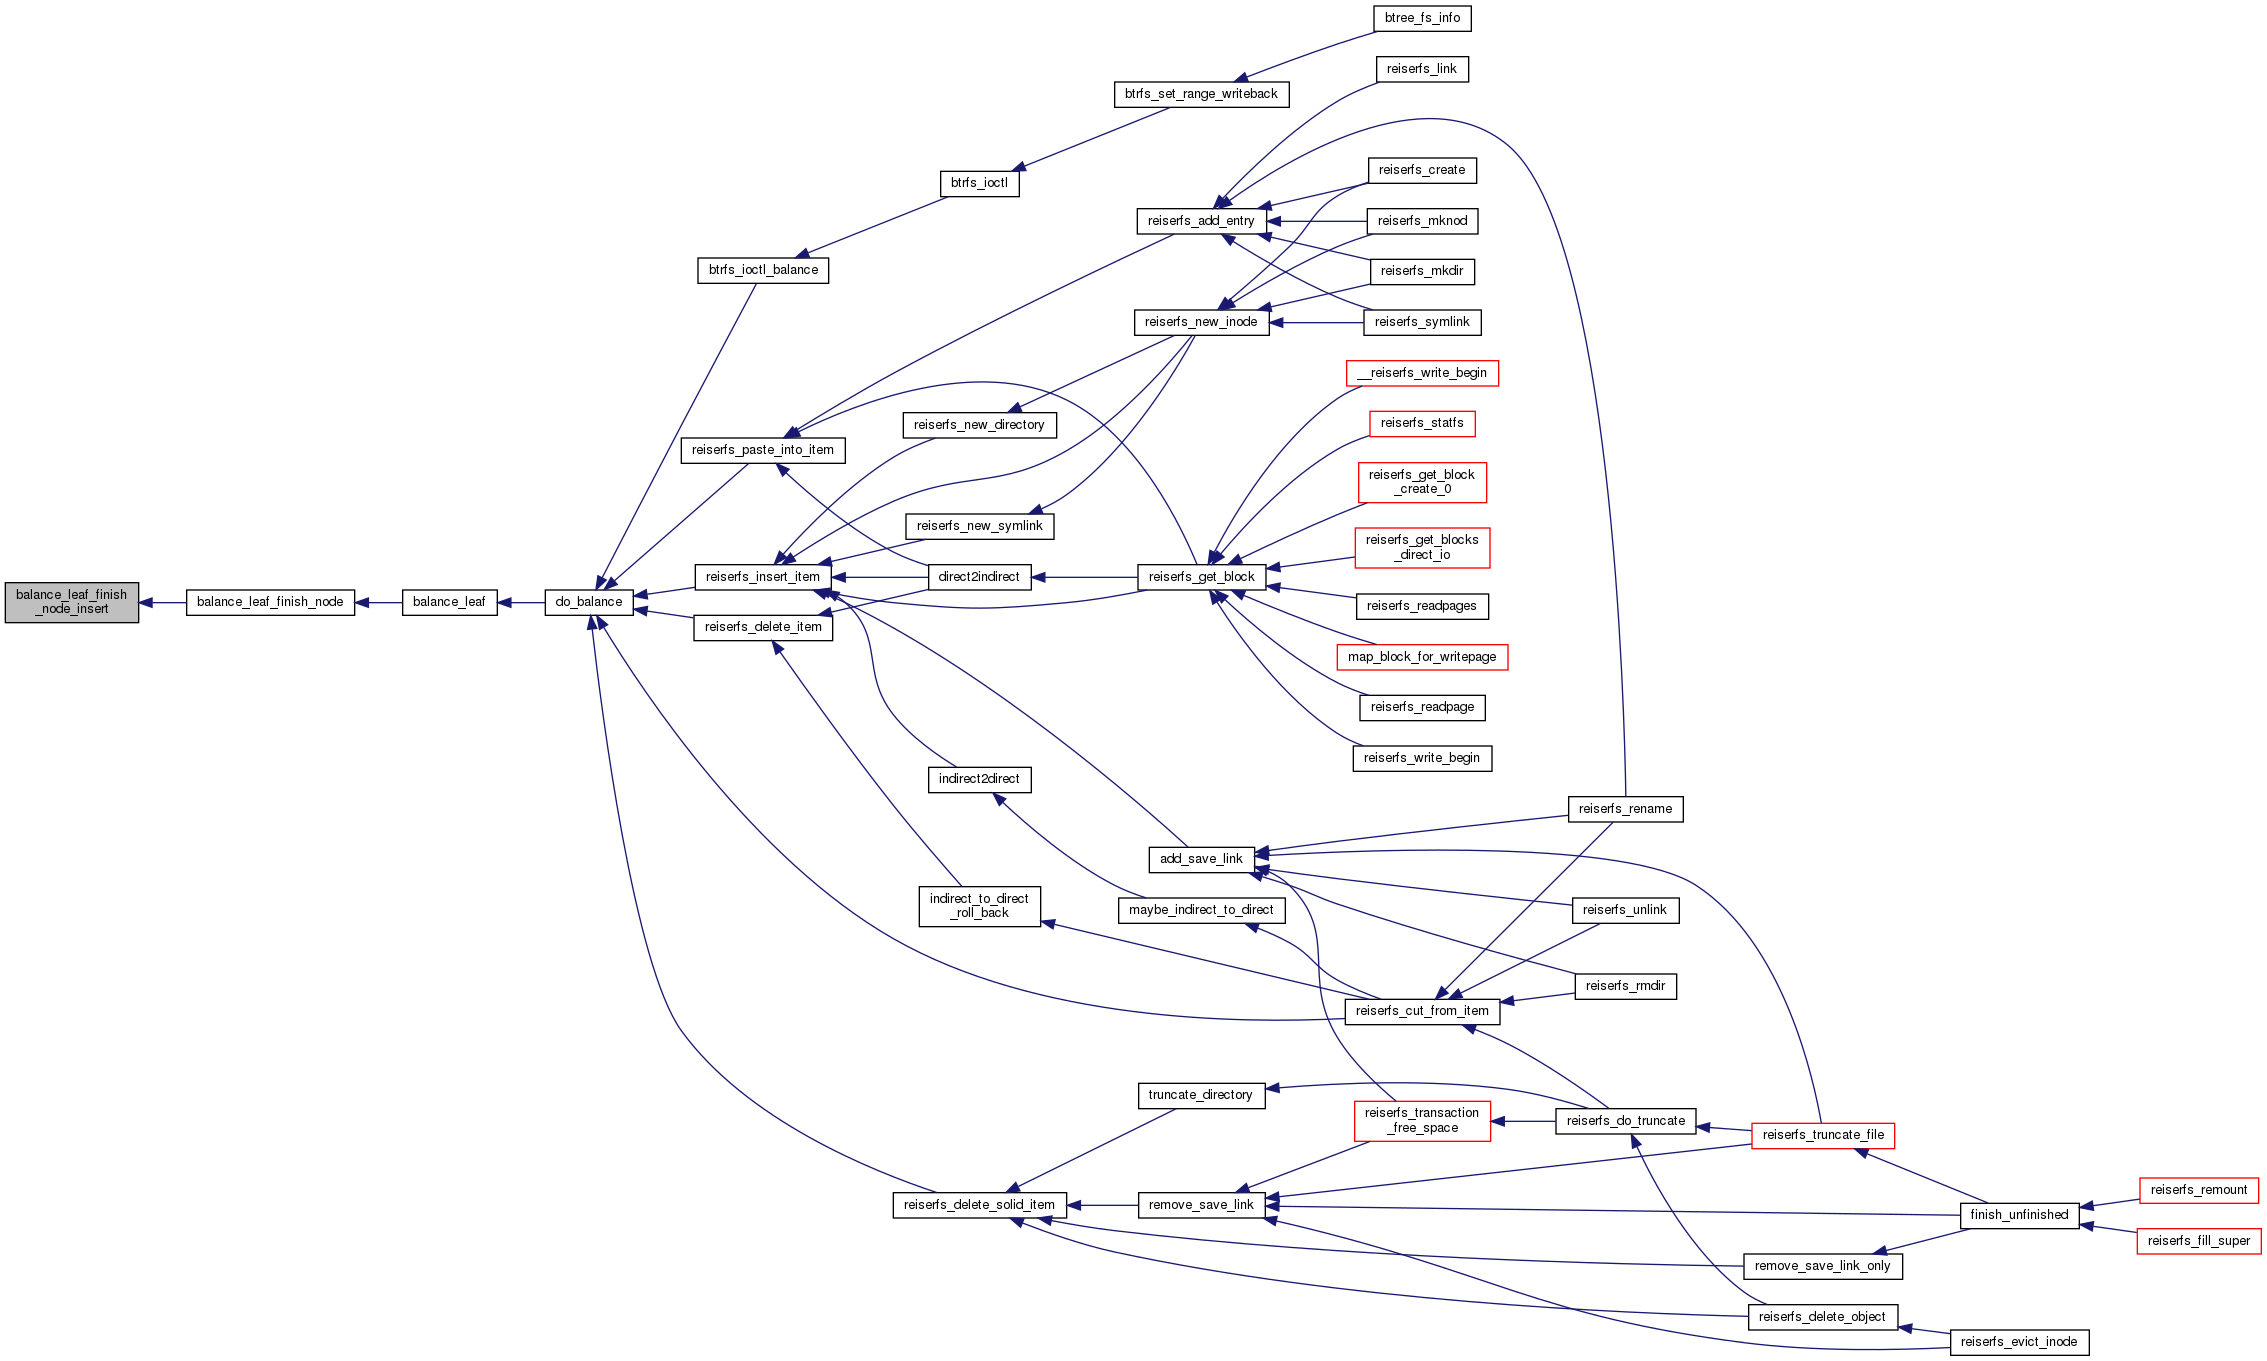 btree_fs_info
reiserfs_link
btrfs_set_range_writeback
reiserfs_create
btrfs_ioctl
reiserfs_add_entry
reiserfs_mknod
btrfs_ioctl_balance
reiserfs_mkdir
reiserfs_new_inode
reiserfs_symlink
__reiserfs_write_begin
reiserfs_new_directory
reiserfs_statfs
reiserfs_paste_into_item
reiserfs_get_block
_create_0
reiserfs_new_symlink
reiserfs_get_blocks
_direct_io
reiserfs_insert_item
direct2indirect
reiserfs_get_block
balance_leaf_finish
_node_insert
balance_leaf_finish_node
balance_leaf
do_balance
reiserfs_readpages
reiserfs_delete_item
map_block_for_writepage
reiserfs_readpage
reiserfs_write_begin
indirect2direct
reiserfs_rename
add_save_link
indirect_to_direct
_roll_back
maybe_indirect_to_direct
reiserfs_unlink
reiserfs_rmdir
reiserfs_cut_from_item
truncate_directory
reiserfs_transaction
_free_space
reiserfs_do_truncate
reiserfs_truncate_file
reiserfs_remount
reiserfs_delete_solid_item
remove_save_link
finish_unfinished
reiserfs_fill_super
remove_save_link_only
reiserfs_delete_object
reiserfs_evict_inode